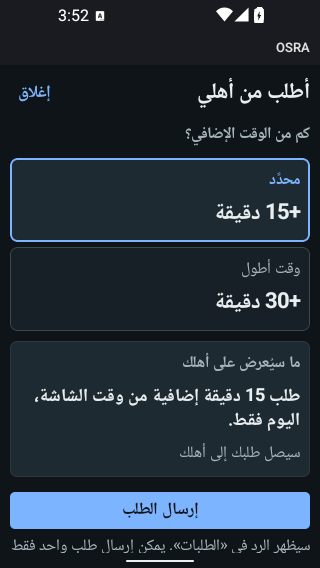 3:52
OSRA
أطلب من أهلي
إغلاق
كم من الوقت الإضافي؟
محدَّد
+15 دقيقة
وقت أطول
+30 دقيقة
ما سيُعرض على أهلك
طلب 15 دقيقة إضافية من وقت الشاشة،
اليوم فقط.
سيصل طلبك إلى أهلك
إرسال الطلب
سيظهر الرد في «الطلبات». يمكن إرسال طلب واحد فقط